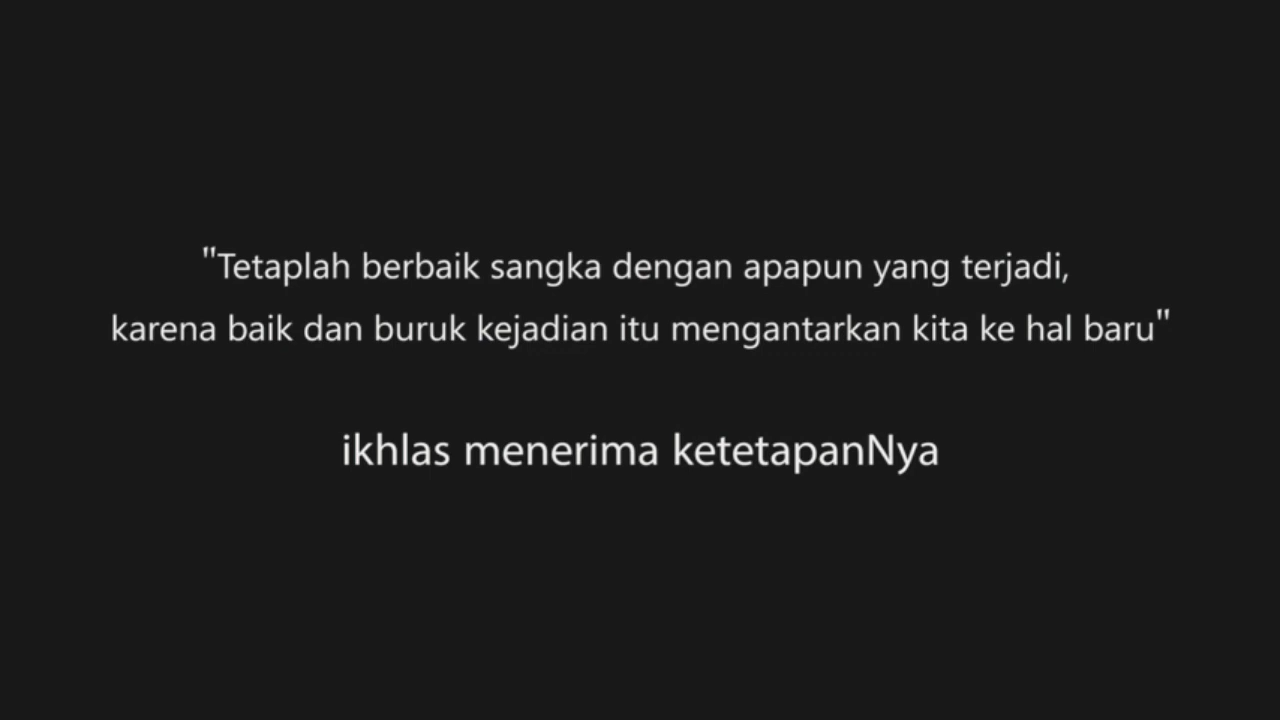 "Tetaplah berbaik sangka dengan apapun yang terjadi,
karena baik dan buruk kejadian itu mengantarkan kita ke hal baru"
ikhlas menerima ketetapanNya